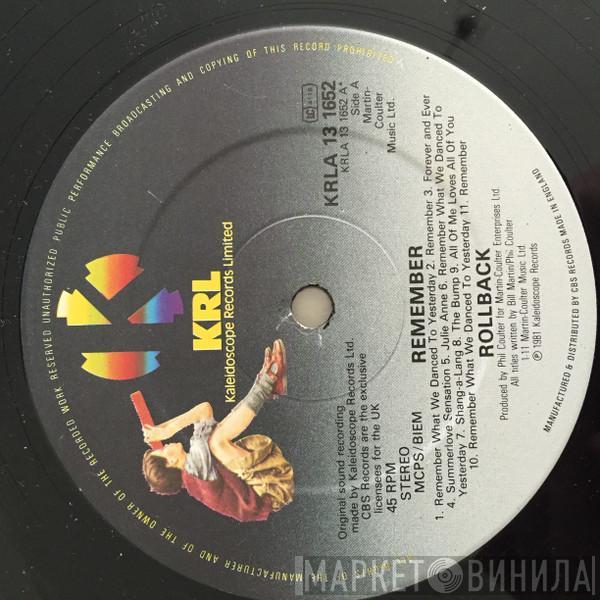 KRL
Kaleidoscope Records Limited
Original sound recording
made by Kaleidoscope Records Ltd.
CBS Records are the exclusive
licensees for the UK
45 RPM
STEREO
MCPS/BIEM
KRLA 13 1652
KRLA 13 1652 A*
Side A
Martin-
Coulter
Music Ltd.
REMEMBER
1. Remember What We Danced To Yesterday 2. Remember 3. Forever and Ever
4. Summerlove Sensation 5. Julie Anne 6. Remember What We Danced To
Yesterday 7. Shang-a-Lang 8. The Bump 9. All Of Me Loves All Of You
10. Remember What We Danced To Yesterday 11. Remember
ROLLBACK
Produced by Phil Coulter for Martin-Coulter Enterprises Ltd
All titles written by Bill Martin/Phil Coulter
1-11 Martin-Coulter Music Ltd.
℗ 1981 Kaleidoscope Records
MANUFACTURED & DISTRIBUTED BY CBS RECORDS MADE IN ENGLAND
OF THE MANUFACTURER AND OF THE OWNER OF THE RECORDED WORK RESERVED UNAUTHORIZED PUBLIC PERFORMANCE BROADCASTING AND COPYING OF THIS RECORD PROHIBITED
МАРКЕТ ВИНИЛА